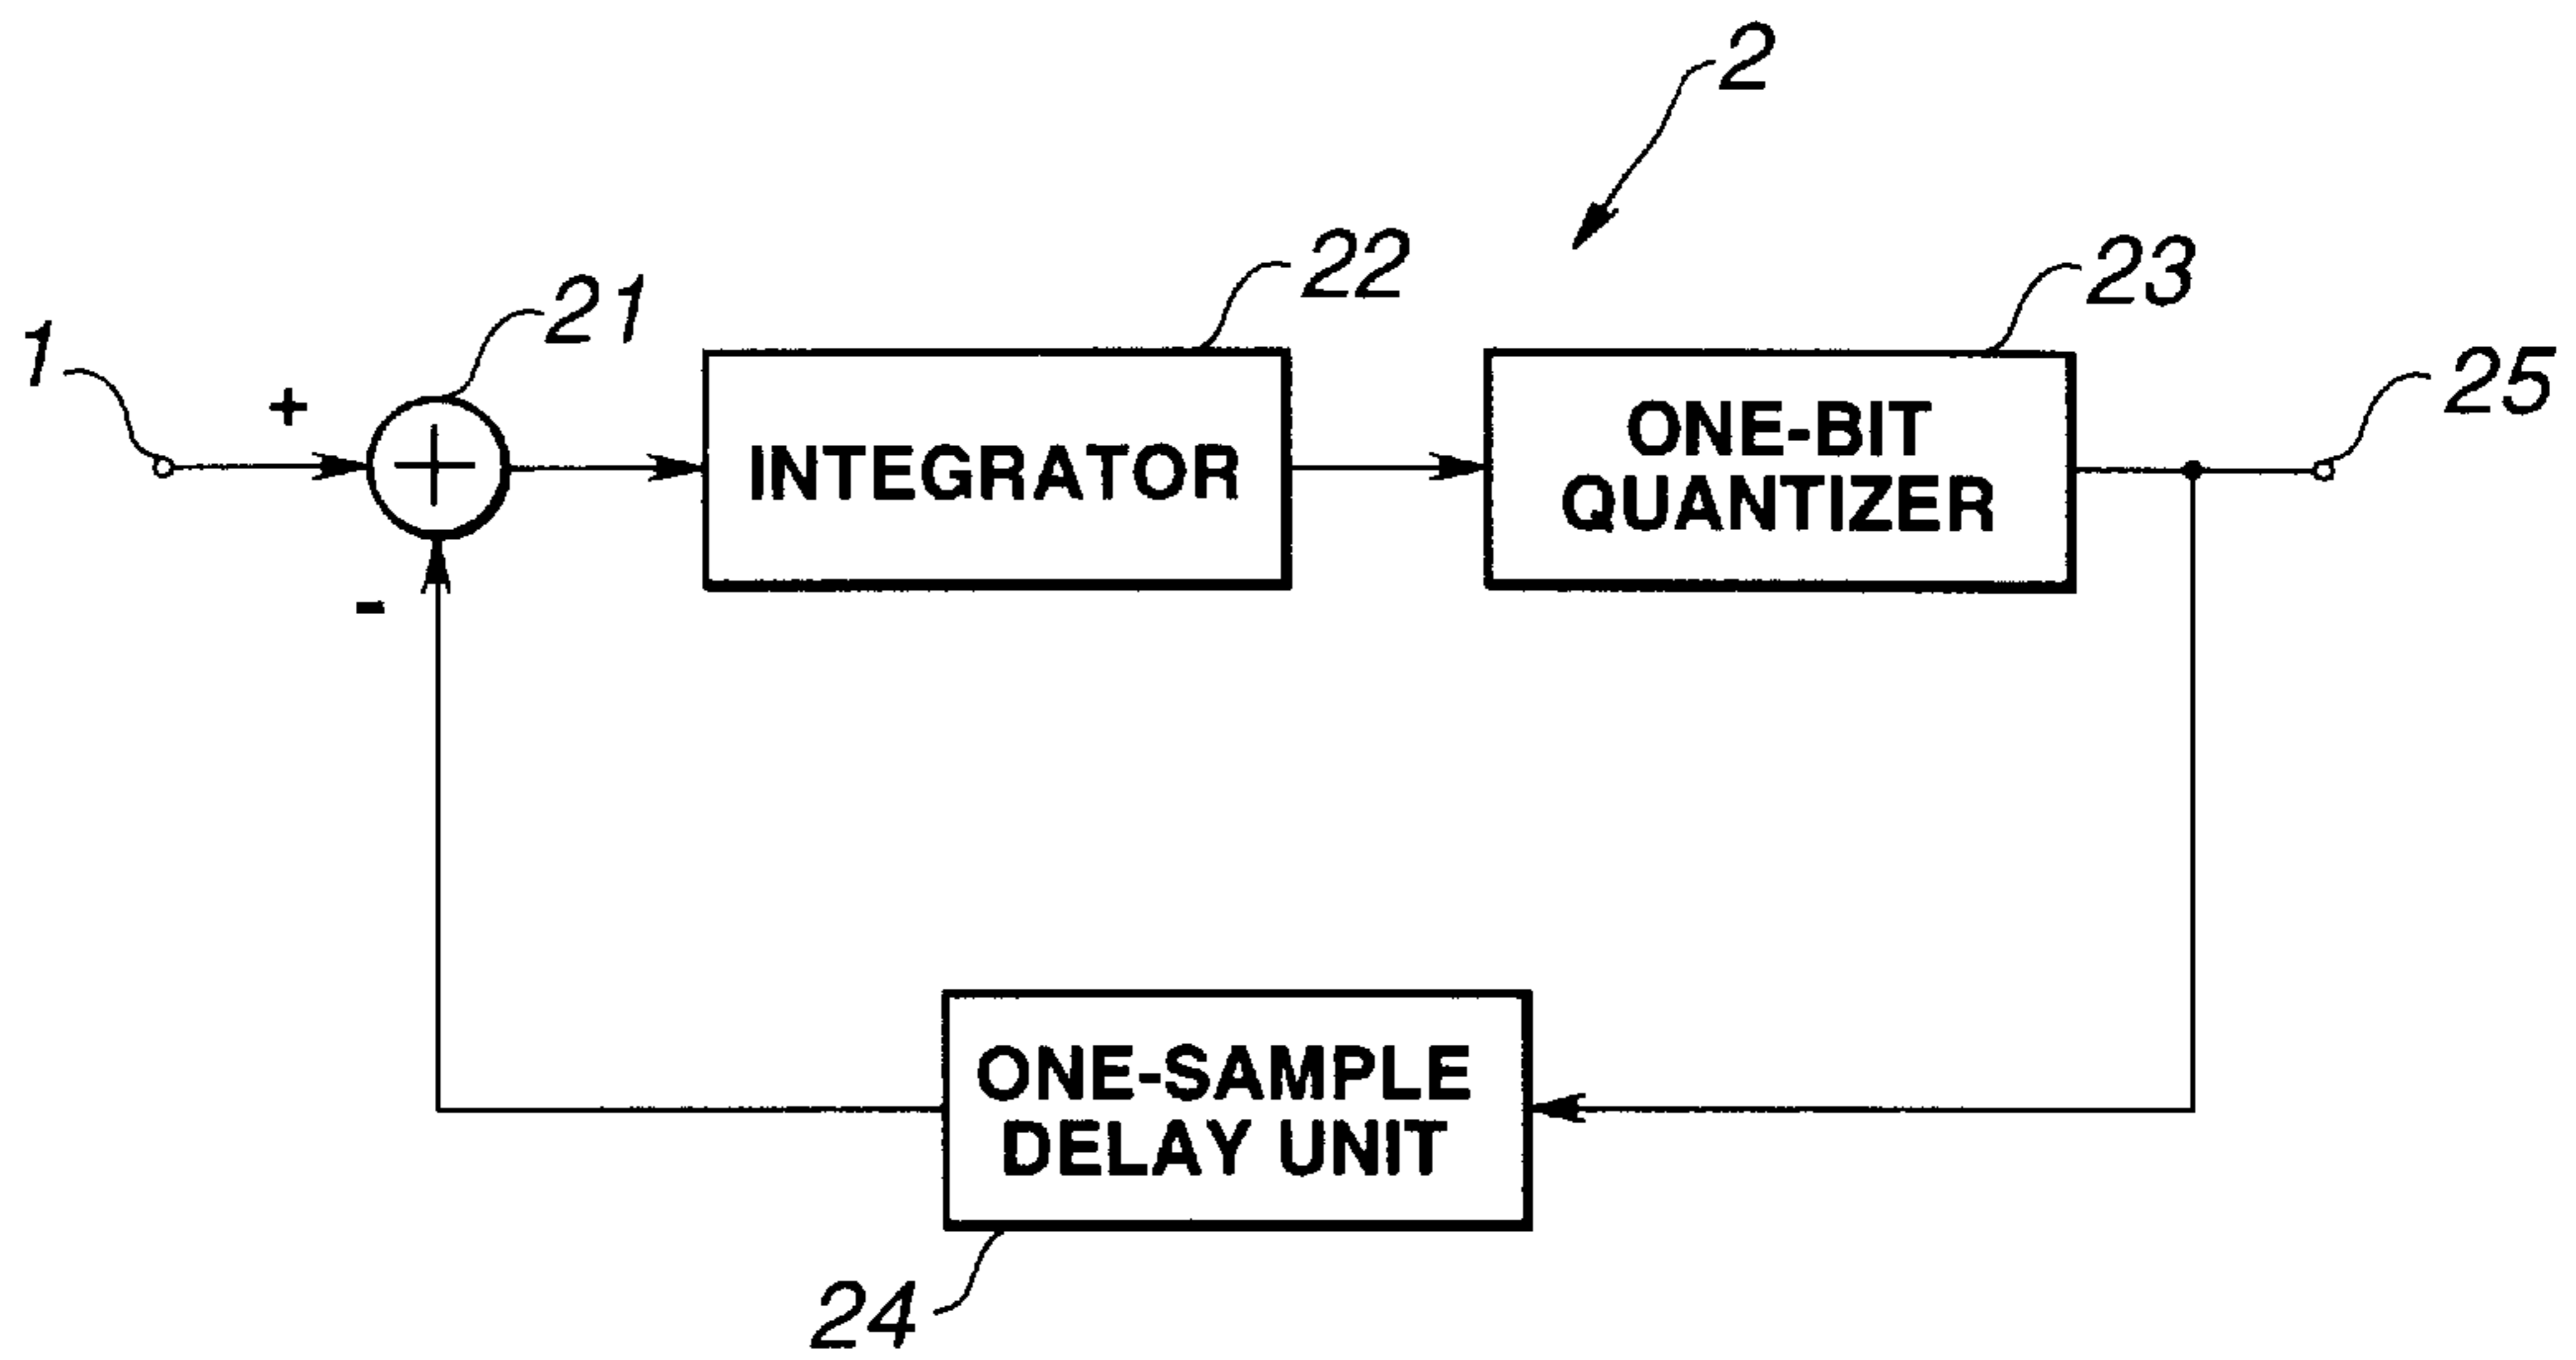 2
22
23
21
1
25
+
+
INTEGRATOR
ONE-BIT
QUANTIZER
-
ONE-SAMPLE
DELAY UNIT
24